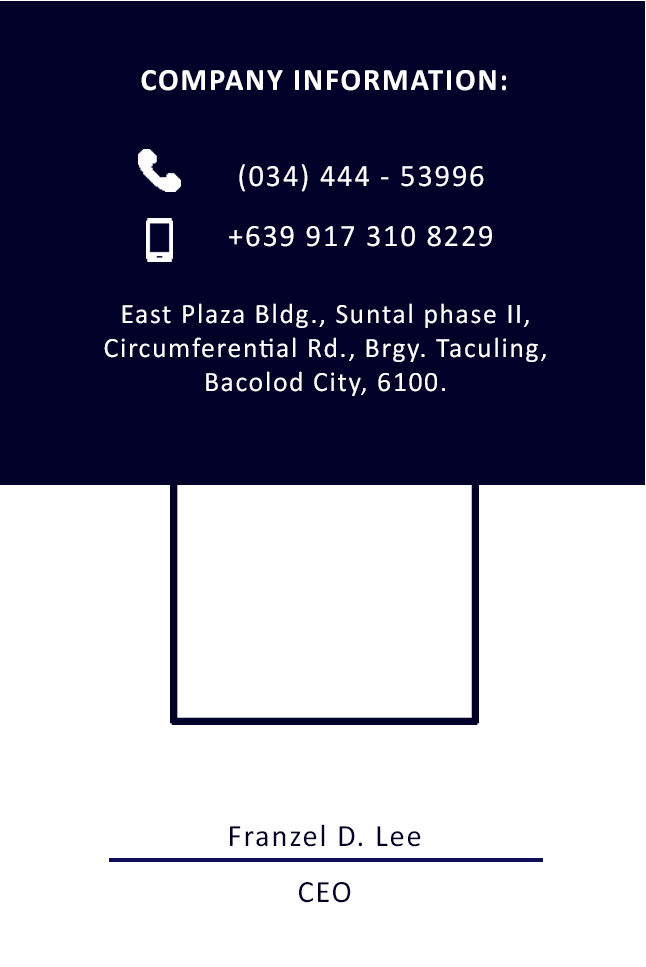 COMPANY INFORMATION:
(034) 444 - 53996
+639 917 310 8229
East Plaza Bldg., Suntal phase II,
Circumferential Rd., Brgy. Taculing,
Bacolod City, 6100.
Franzel D. Lee
CEO